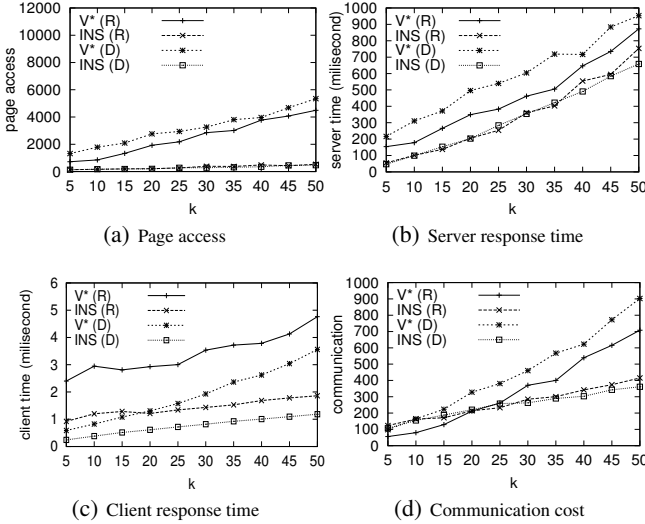 12000
10000
8000
6000
4000
2000
0
page access
V* (R)
INS (R)
V* (D)
INS (D)
5 10 15 20 25 30 35 40 45 50
k
(a) Page access
1000
900
800
700
600
500
400
300
200
100
0
server time (milisecond)
V* (R)
INS (R)
V* (D)
INS (D)
5 10 15 20 25 30 35 40 45 50
k
(b) Server response time
6
5
4
3
2
1
0
client time (milisecond)
V* (R)
INS (R)
V* (D)
INS (D)
5 10 15 20 25 30 35 40 45 50
k
(c) Client response time
1000
900
800
700
600
500
400
300
200
100
0
communication
V* (R)
INS (R)
V* (D)
INS (D)
5 10 15 20 25 30 35 40 45 50
k
(d) Communication cost